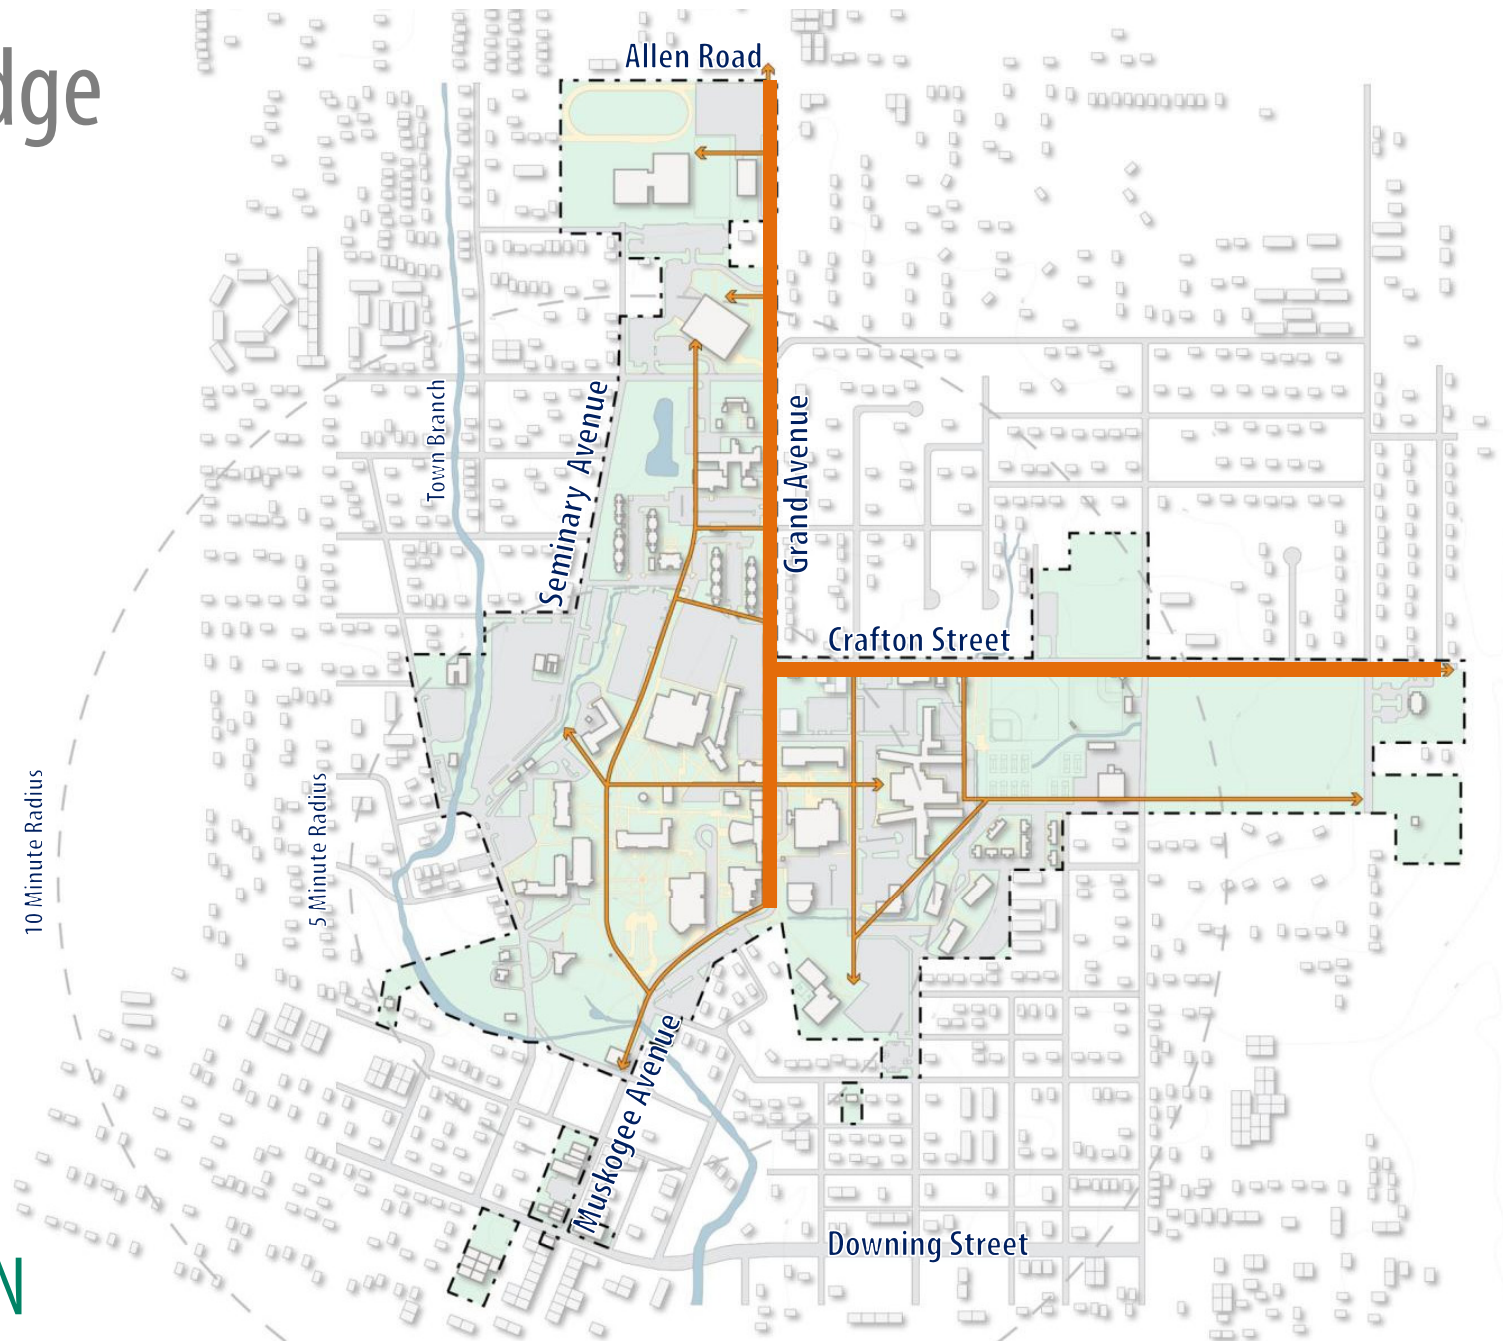 dge
Allen Road
Town Branch
Seminary Avenue
Grand Avenue
Crafton Street
10 Minute Radius
5 Minute Radius
Muskogee Avenue
Downing Street
N